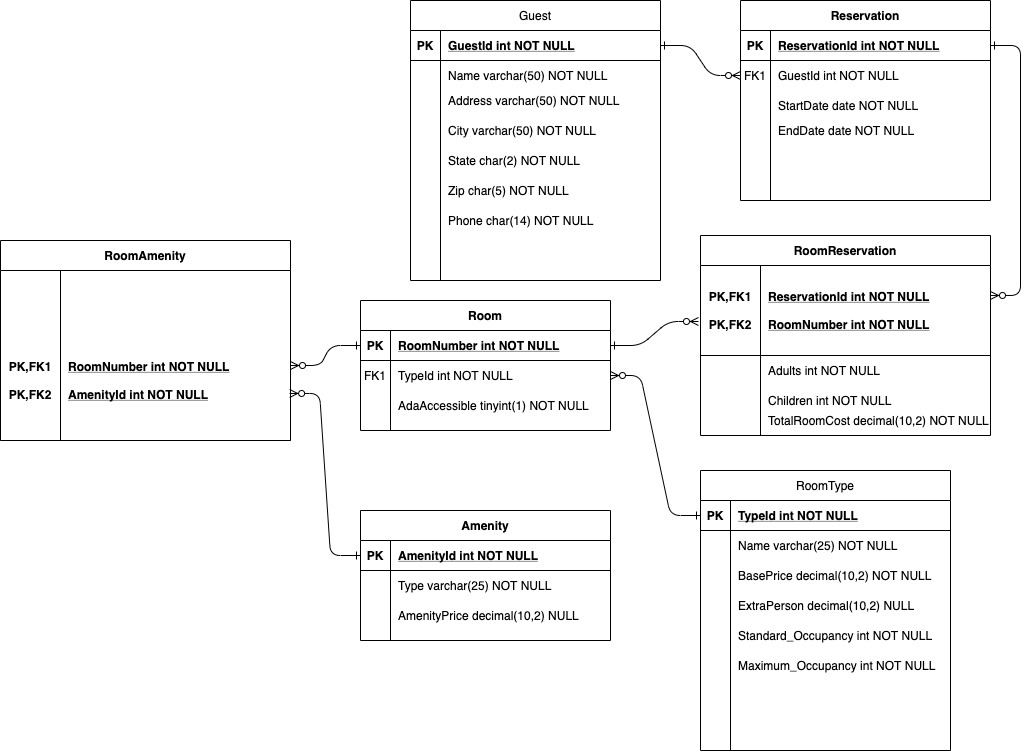 Guest
PK GuestId int NOT NULL
Name varchar(50) NOT NULL
Address varchar(50) NOT NULL
City varchar(50) NOT NULL
State char(2) NOT NULL
Zip char(5) NOT NULL
Phone char(14) NOT NULL
Reservation
PK ReservationId int NOT NULL
FK1 GuestId int NOT NULL
StartDate date NOT NULL
EndDate date NOT NULL
RoomAmenity
PK,FK1 RoomNumber int NOT NULL
PK,FK2 AmenityId int NOT NULL
Room
PK RoomNumber int NOT NULL
FK1 TypeId int NOT NULL
AdaAccessible tinyint(1) NOT NULL
RoomReservation
PK,FK1 ReservationId int NOT NULL
PK,FK2 RoomNumber int NOT NULL
Adults int NOT NULL
Children int NOT NULL
TotalRoomCost decimal(10,2) NOT NULL
Amenity
PK AmenityId int NOT NULL
Type varchar(25) NOT NULL
AmenityPrice decimal(10,2) NULL
RoomType
PK TypeId int NOT NULL
Name varchar(25) NOT NULL
BasePrice decimal(10,2) NOT NULL
ExtraPerson decimal(10,2) NULL
Standard_Occupancy int NOT NULL
Maximum_Occupancy int NOT NULL